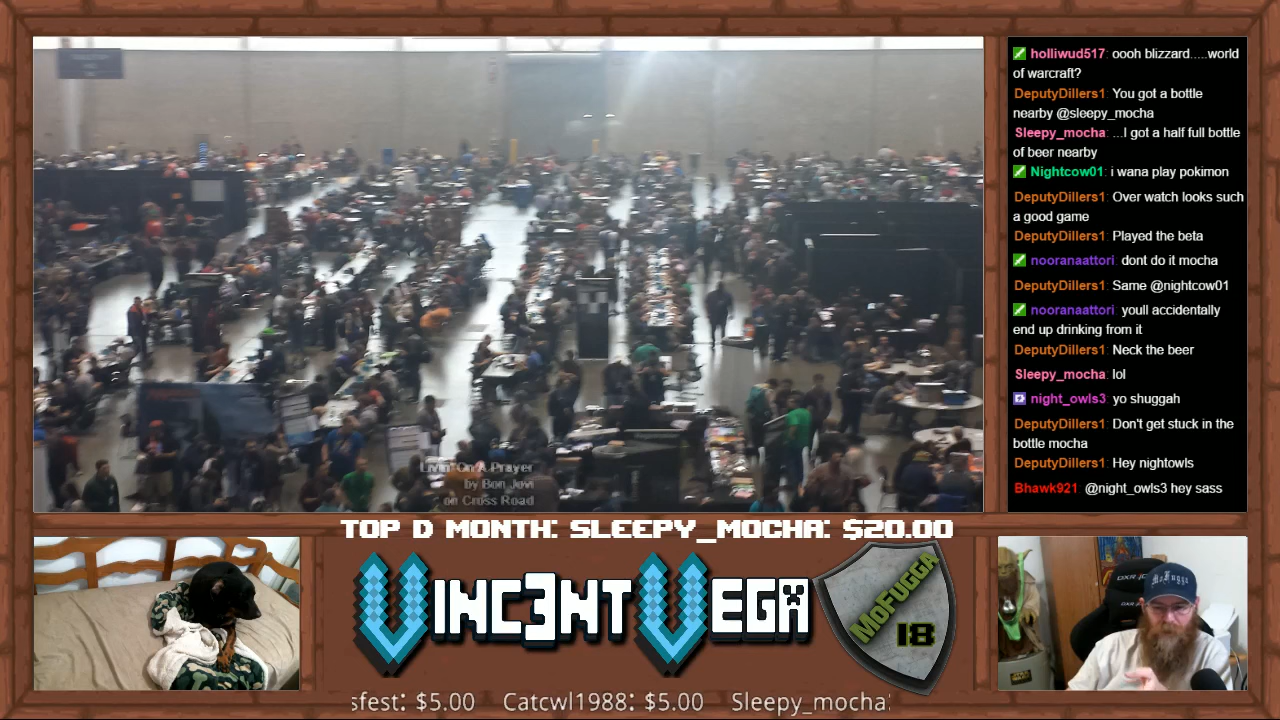 holliwud517: oooh blizzard.....world
of warcraft?
DeputyDillers1: You got a bottle
nearby @sleepy_mocha
Sleepy_mocha: ...I got a half full bottle
of beer nearby
Nightcow01: i wana play pokimon
DeputyDillers1: Over watch looks such
a good game
DeputyDillers1: Played the beta
nooranaattori: dont do it mocha
DeputyDillers1: Same @nightcow01
nooranaattori: youll accidentally
end up drinking from it
DeputyDillers1: Neck the beer
Sleepy_mocha: lol
night_owls3: yo shuggah
DeputyDillers1: Don't get stuck in the
bottle mocha
DeputyDillers1: Hey nightowls
Bhawk921 @night_owls3 hey sass
Livin' On A Prayer
by Bon Jovi
on Cross Road
TOP D MONTH: SLEEPY_MOCHA: $20.00
VINC3NTVEGA
MoFUGGA
18
McFugga
sfest: $5.00 Catcwl1988: $5.00 Sleepy_mocha: